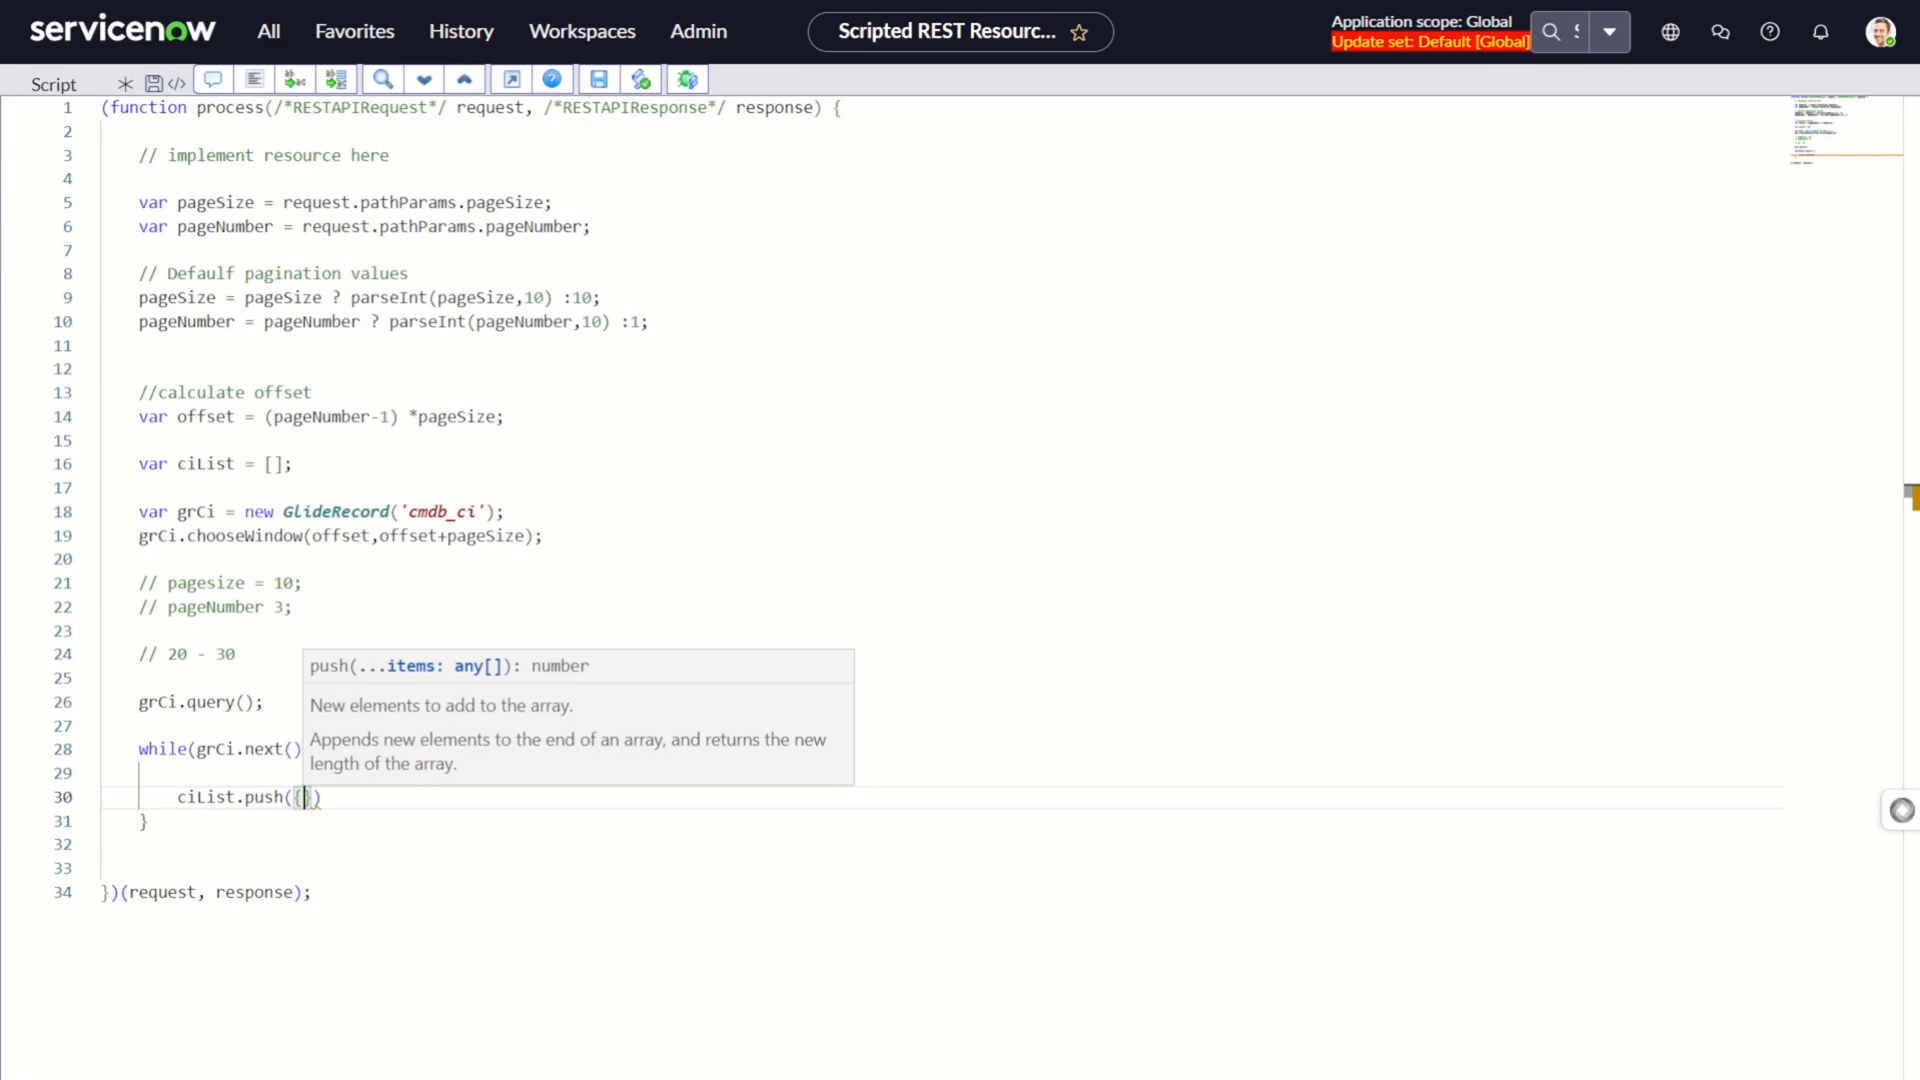 servicenow All Favorites History Workspaces Admin Scripted REST Resourc... Application scope: Global
Update set: Default [Global]
Script
1 (function process(/*RESTAPIRequest*/ request, /*RESTAPIResponse*/ response) {
2
3 // implement resource here
4
5 var pageSize = request.pathParams.pageSize;
6 var pageNumber = request.pathParams.pageNumber;
7
8 // Defaulf pagination values
9 pageSize = pageSize ? parseInt(pageSize,10) :10;
10 pageNumber = pageNumber ? parseInt(pageNumber,10) :1;
11
12
13 //calculate offset
14 var offset = (pageNumber-1) *pageSize;
15
16 var ciList = [];
17
18 var grCi = new GlideRecord('cmdb_ci');
19 grCi.chooseWindow(offset,offset+pageSize);
20
21 // pagesize = 10;
22 // pageNumber 3;
23
24 // 20 - 30
25
26 grCi.query();
27
28 while(grCi.next()
29
30 ciList.push({})
31 }
32
33
34 })(request, response);
push(...items: any[]): number
New elements to add to the array.
Appends new elements to the end of an array, and returns the new
length of the array.